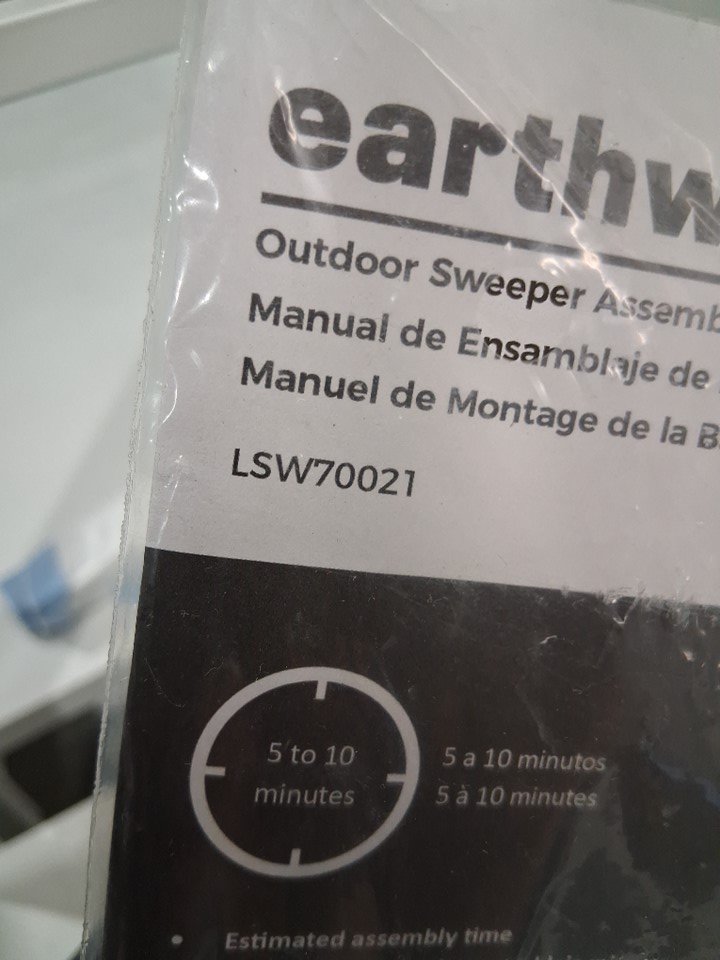 earthw
Outdoor Sweeper Assemb
Manual de Ensamblaje de
Manuel de Montage de la B
LSW70021
5 to 10
minutes
5 a 10 minutos
5 à 10 minutes
• Estimated assembly time